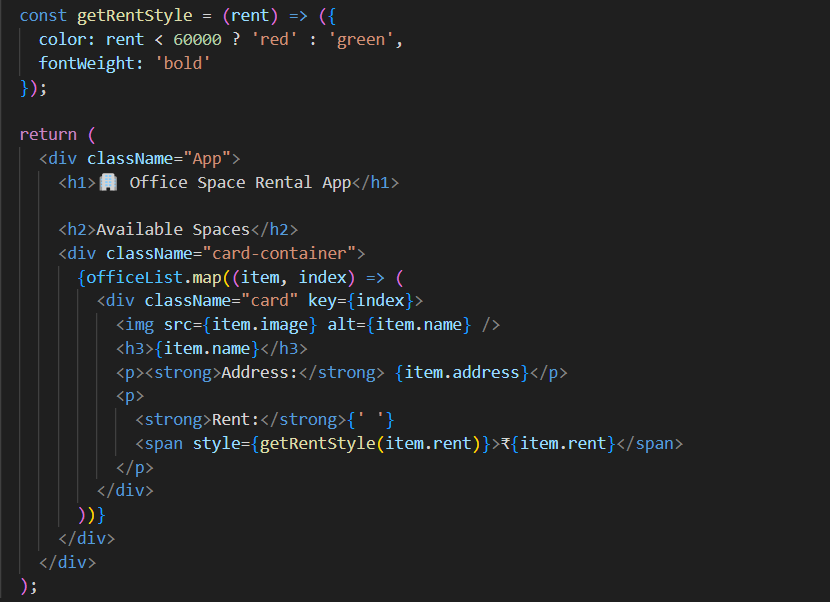 const getRentStyle = (rent) => ({
  color: rent < 60000 ? 'red' : 'green',
  fontWeight: 'bold'
});

return (
  <div className="App">
    <h1>🏢 Office Space Rental App</h1>

    <h2>Available Spaces</h2>
    <div className="card-container">
      {officeList.map((item, index) => (
        <div className="card" key={index}>
          <img src={item.image} alt={item.name} />
          <h3>{item.name}</h3>
          <p><strong>Address:</strong> {item.address}</p>
          <p>
            <strong>Rent:</strong>{' '}
            <span style={getRentStyle(item.rent)}>₹{item.rent}</span>
          </p>
        </div>
      ))}
    </div>
  </div>
);